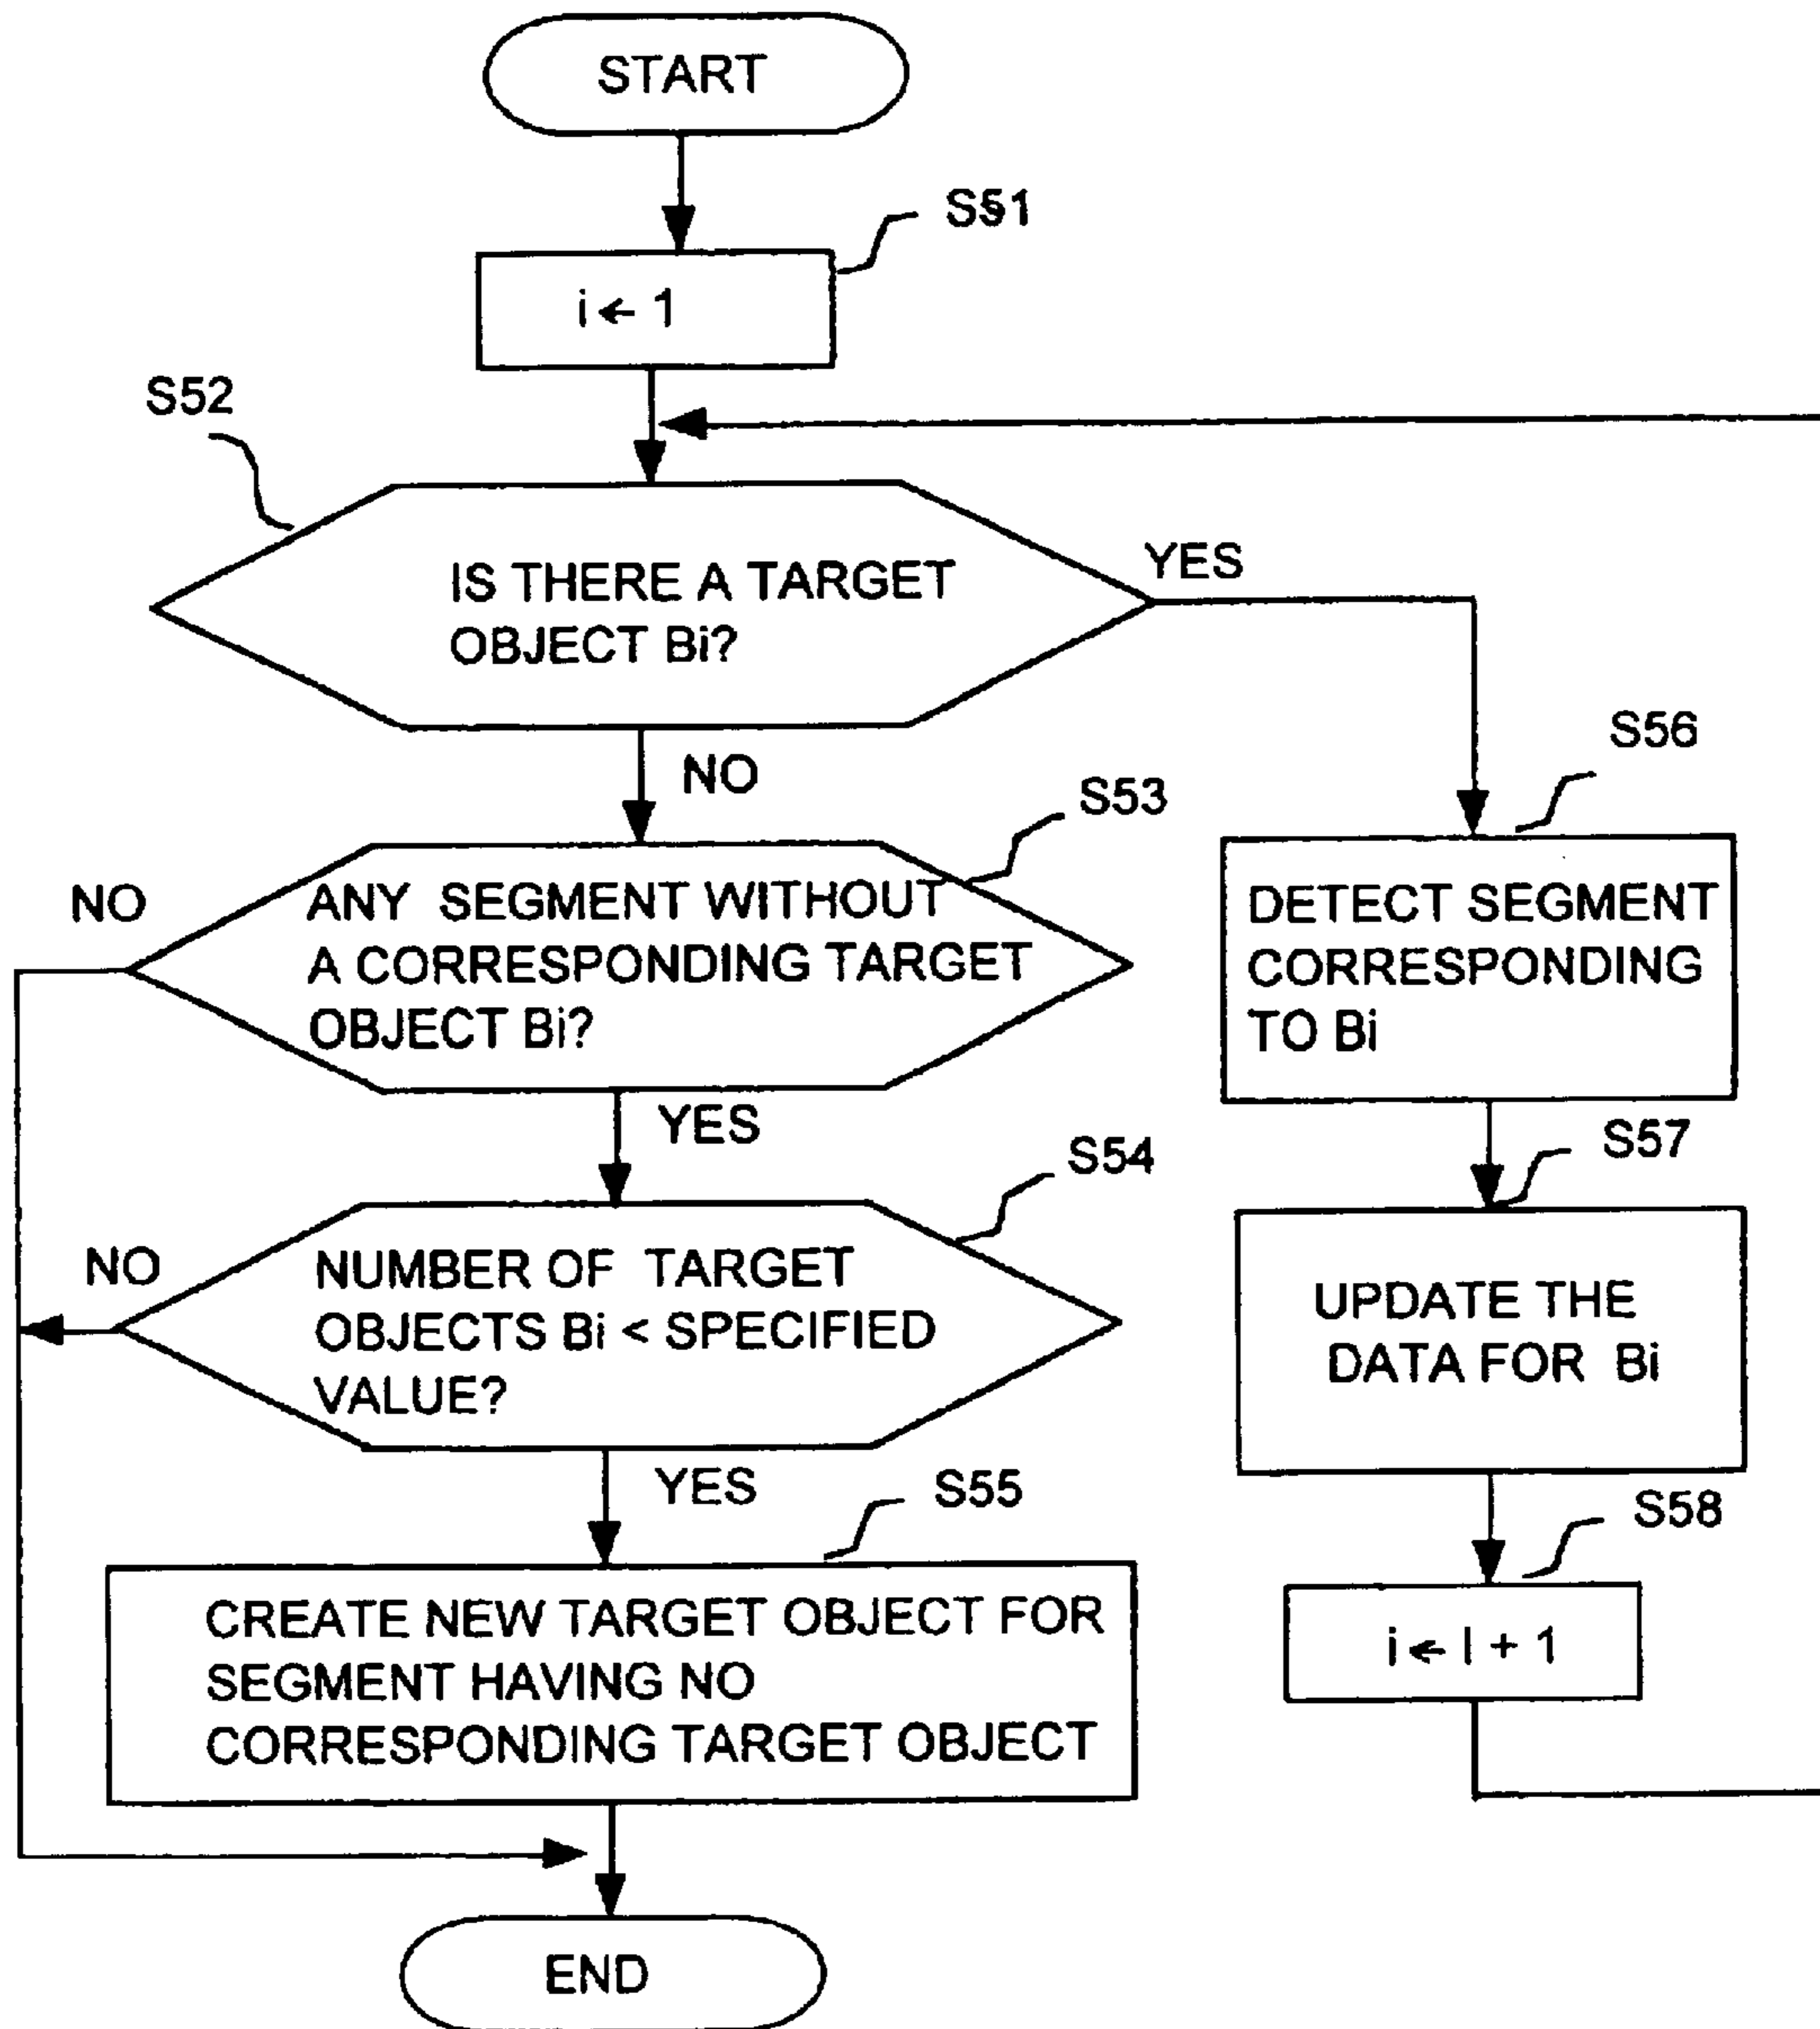 START
S51
i ← 1
S52
IS THERE A TARGET
OBJECT Bi?
YES
NO
S56
S53
NO
ANY SEGMENT WITHOUT
A CORRESPONDING TARGET
OBJECT Bi?
DETECT SEGMENT
CORRESPONDING
TO Bi
YES
S57
S54
NO
NUMBER OF TARGET
OBJECTS Bi < SPECIFIED
VALUE?
UPDATE THE
DATA FOR Bi
YES
S55
S58
CREATE NEW TARGET OBJECT FOR
SEGMENT HAVING NO
CORRESPONDING TARGET OBJECT
i ← I + 1
END